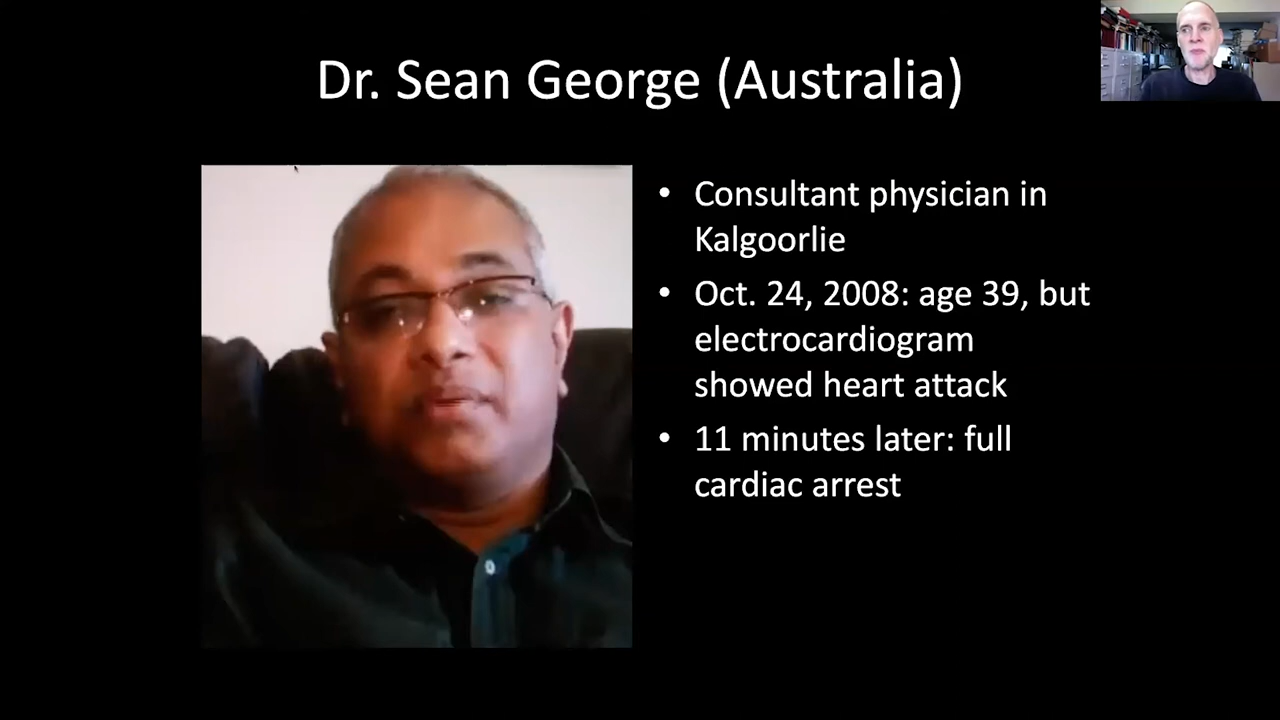 Dr. Sean George (Australia)
• Consultant physician in
Kalgoorlie
• Oct. 24, 2008: age 39, but
electrocardiogram
showed heart attack
• 11 minutes later: full
cardiac arrest